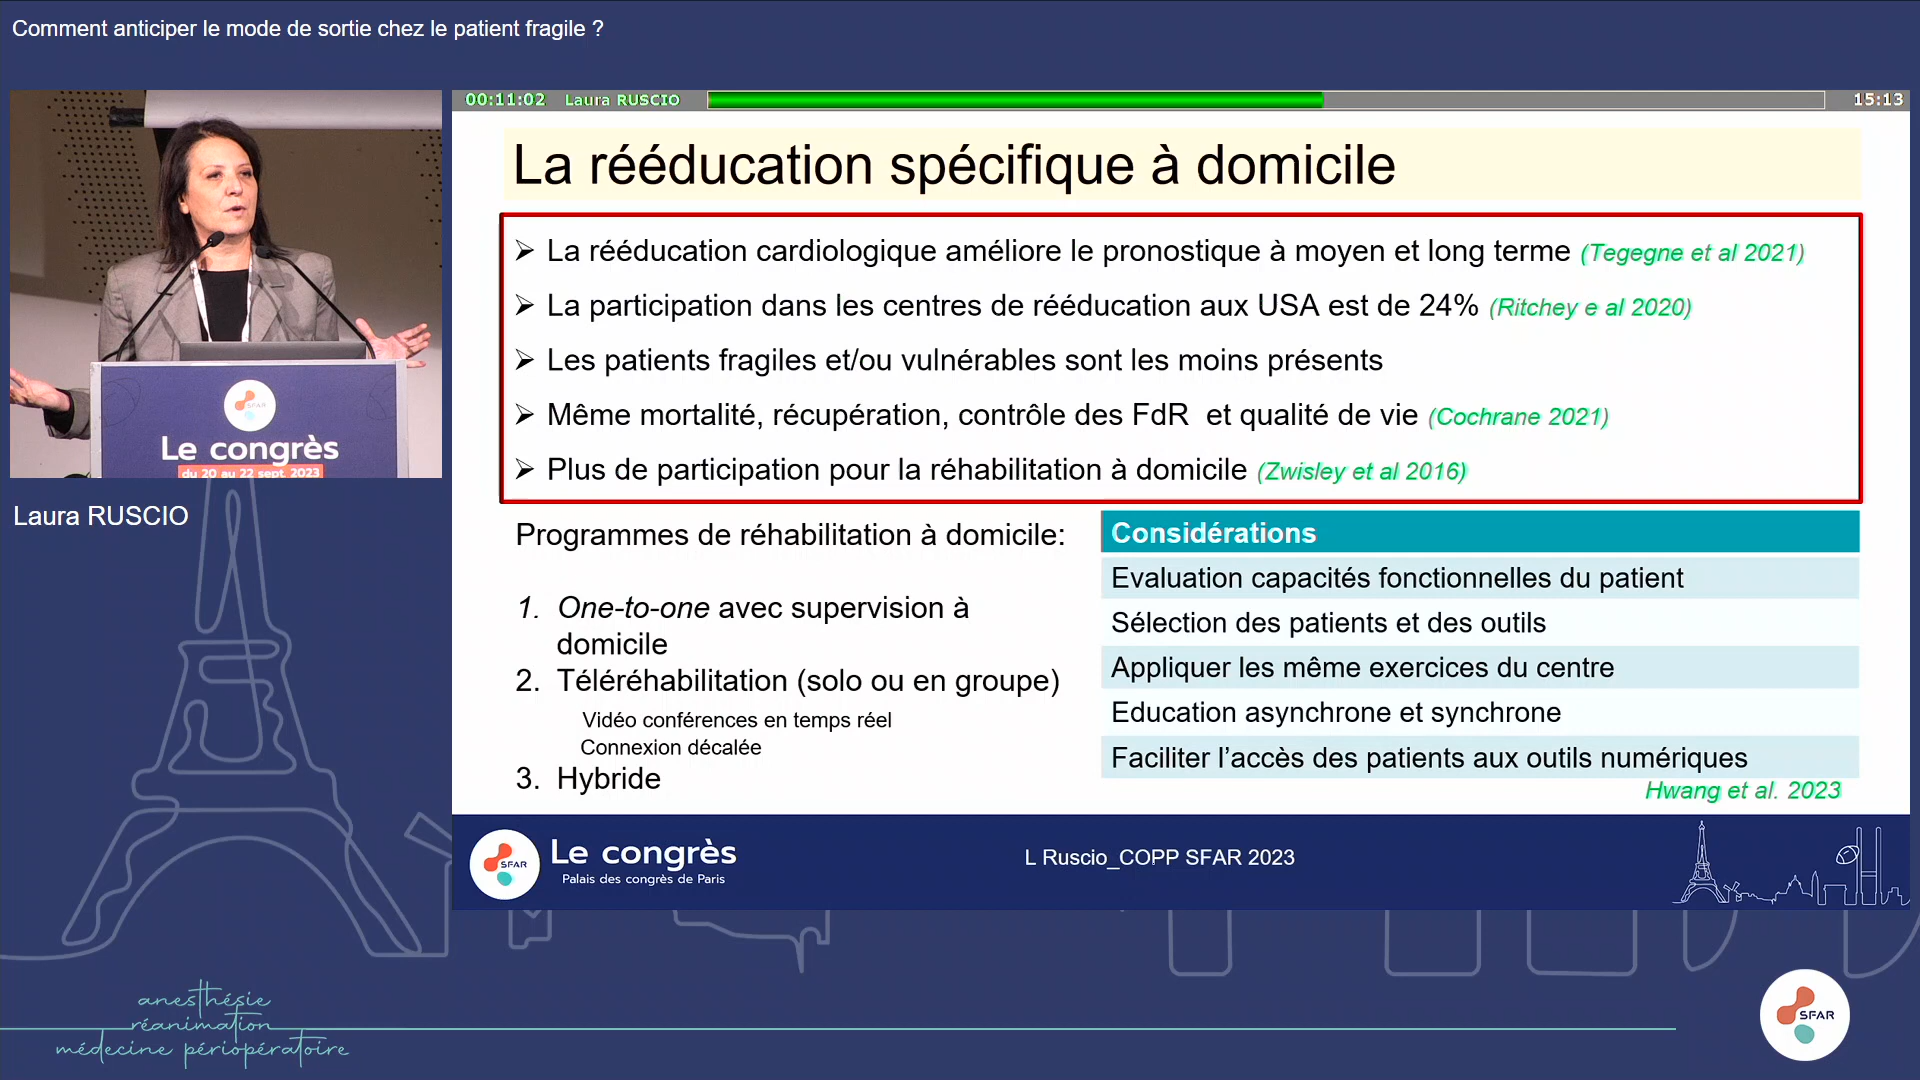 Comment anticiper le mode de sortie chez le patient fragile ?
00:11:02 Laura RUSCIO 15:13
La rééducation spécifique à domicile
➢ La rééducation cardiologique améliore le pronostique à moyen et long terme (Tegegne et al 2021)
➢ La participation dans les centres de rééducation aux USA est de 24% (Ritchey e al 2020)
➢ Les patients fragiles et/ou vulnérables sont les moins présents
➢ Même mortalité, récupération, contrôle des FdR et qualité de vie (Cochrane 2021)
➢ Plus de participation pour la réhabilitation à domicile (Zwisley et al 2016)
Programmes de réhabilitation à domicile:
1. One-to-one avec supervision à
domicile
2. Téléréhabilitation (solo ou en groupe)
Vidéo conférences en temps réel
Connexion décalée
3. Hybride
Considérations
Evaluation capacités fonctionnelles du patient
Sélection des patients et des outils
Appliquer les même exercices du centre
Education asynchrone et synchrone
Faciliter l'accès des patients aux outils numériques
Hwang et al. 2023
SFAR
Le congrès
Palais des congrès de Paris
L Ruscio_COPP SFAR 2023
SFAR
Le congrès
du 20 au 22 sept. 2023
Laura RUSCIO
anesthésie
réanimation
médecine périopératoire
SFAR